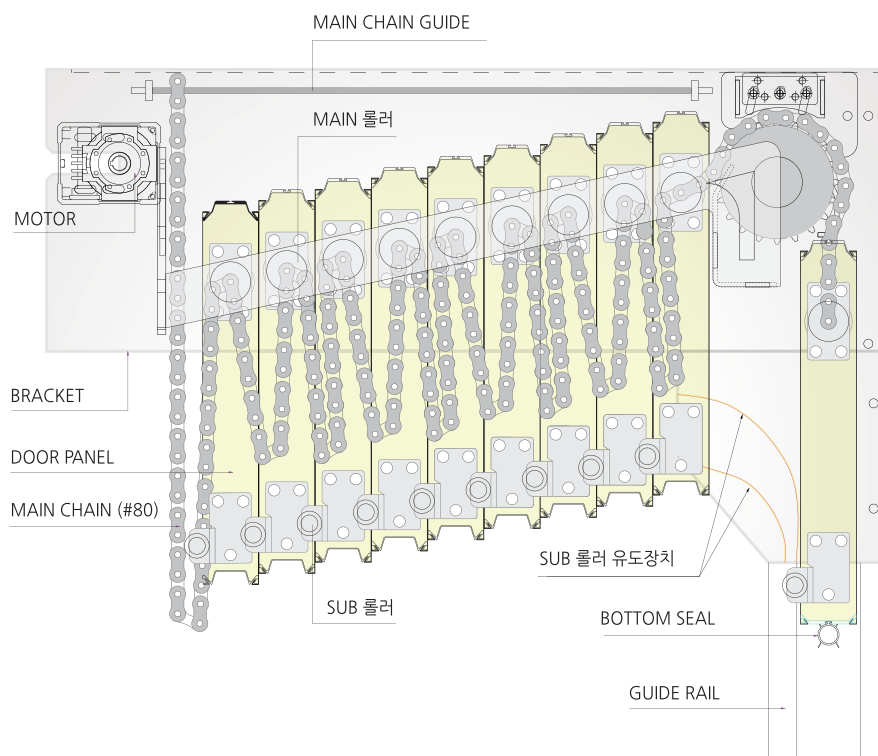 MAIN CHAIN GUIDE
MAIN 롤러
MOTOR
BRACKET
DOOR PANEL
MAIN CHAIN (#80)
SUB 롤러 유도장치
SUB 롤러
BOTTOM SEAL
GUIDE RAIL